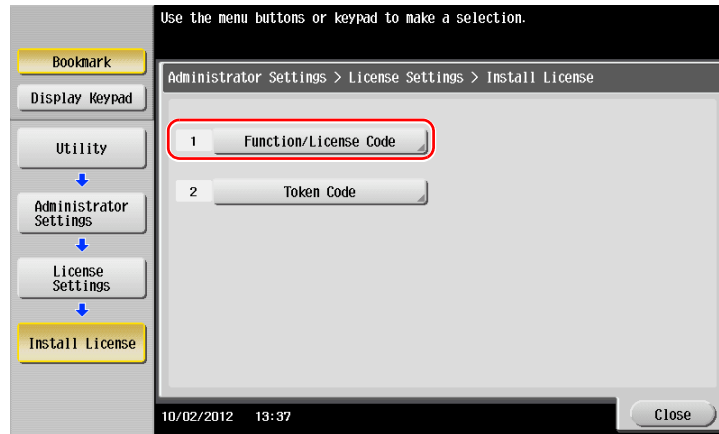 Use the menu buttons or keypad to make a selection.
Bookmark
Display Keypad
Utility
Administrator
Settings
License
Settings
Install License
Administrator Settings > License Settings > Install License
1 Function/License Code
2 Token Code
10/02/2012 13:37
Close